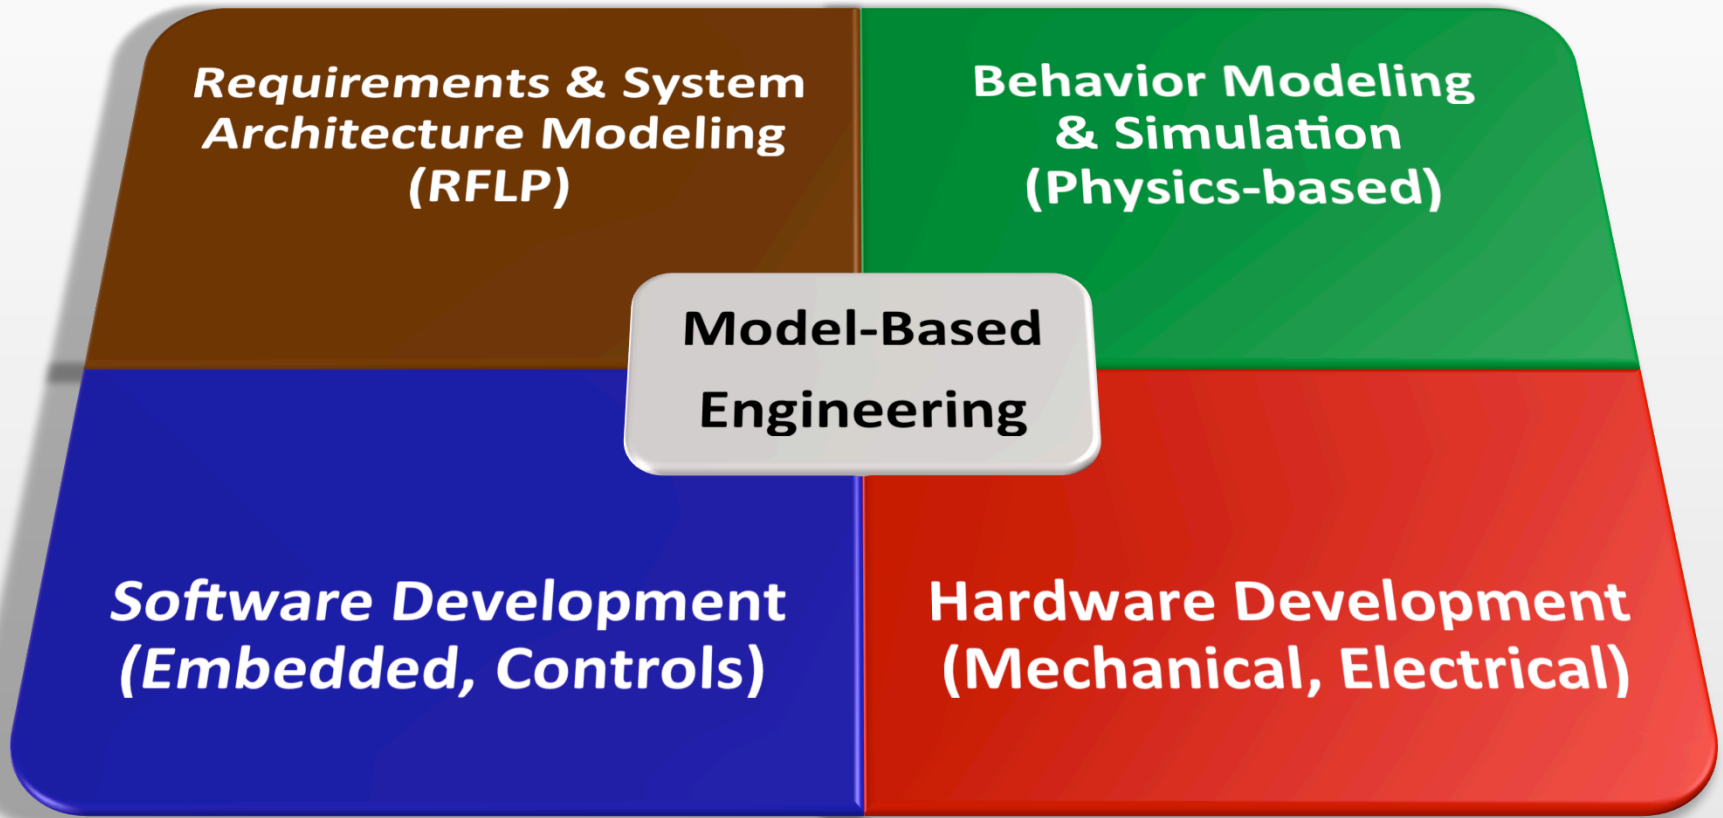 Requirements & System
Architecture Modeling
(RFLP)
Behavior Modeling
& Simulation
(Physics-based)
Model-Based
Engineering
Software Development
(Embedded, Controls)
Hardware Development
(Mechanical, Electrical)